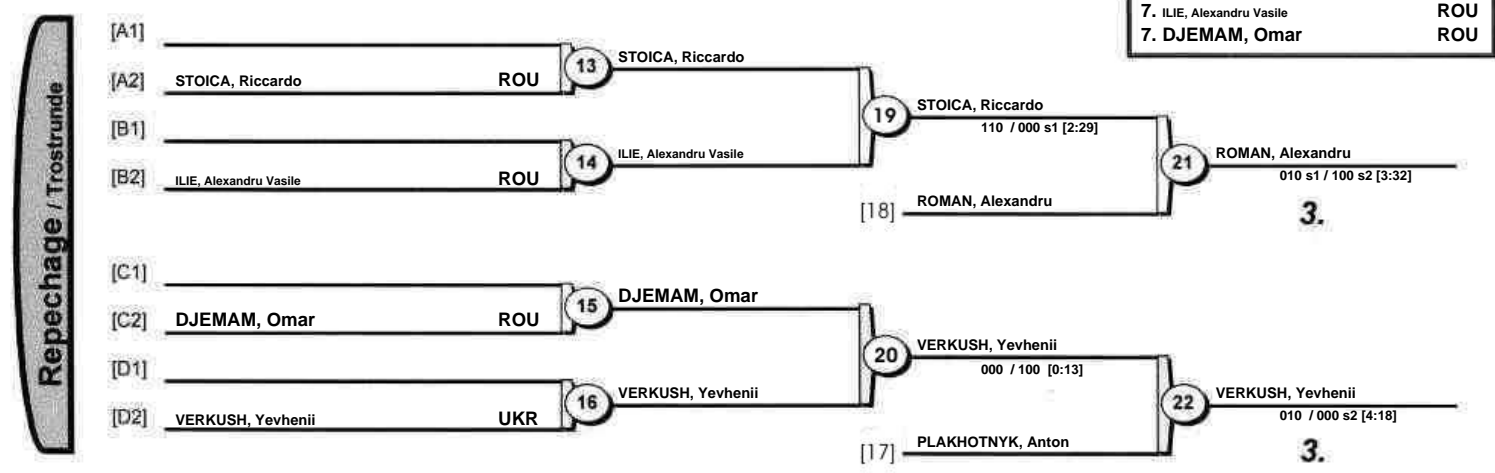 7. ILIE, Alexandru Vasile ROU
7. DJEMAM, Omar ROU
Repechage / Trostrunde
[A1]
[A2] STOICA, Riccardo ROU
13 STOICA, Riccardo
[B1]
[B2] ILIE, Alexandru Vasile ROU
14 ILIE, Alexandru Vasile
19 STOICA, Riccardo
110 / 000 s1 [2:29]
[18] ROMAN, Alexandru
21 ROMAN, Alexandru
010 s1 / 100 s2 [3:32]
3.
[C1]
[C2] DJEMAM, Omar ROU
15 DJEMAM, Omar
[D1]
[D2] VERKUSH, Yevhenii UKR
16 VERKUSH, Yevhenii
20 VERKUSH, Yevhenii
000 / 100 [0:13]
[17] PLAKHOTNYK, Anton
22 VERKUSH, Yevhenii
010 / 000 s2 [4:18]
3.